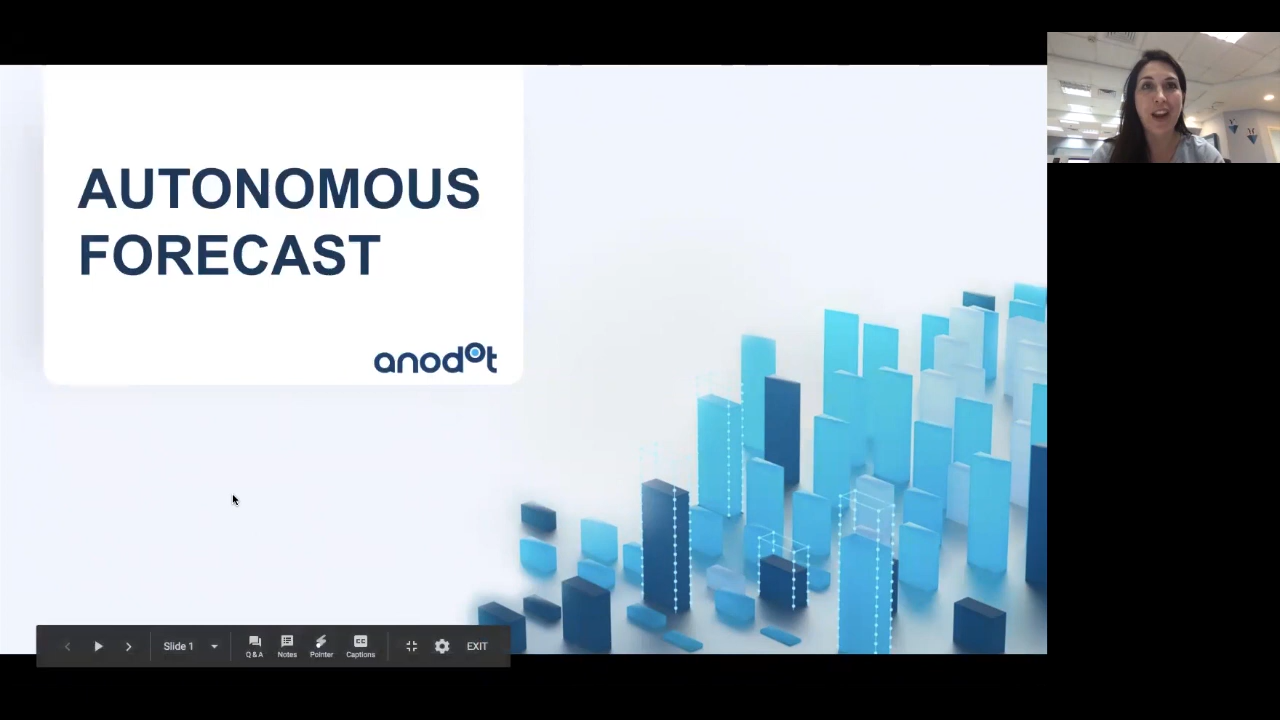 AUTONOMOUS
FORECAST
anodot
Slide 1
Q&A
Notes
Pointer
Captions
EXIT